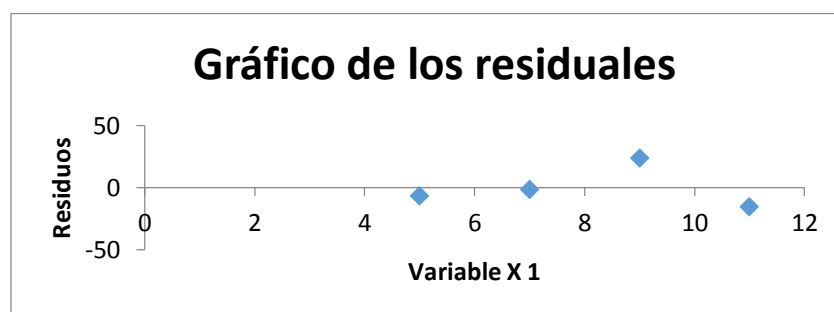 Gráfico de los residuales
Residuos
50
0
-50
0 2 4 6 8 10 12
Variable X 1